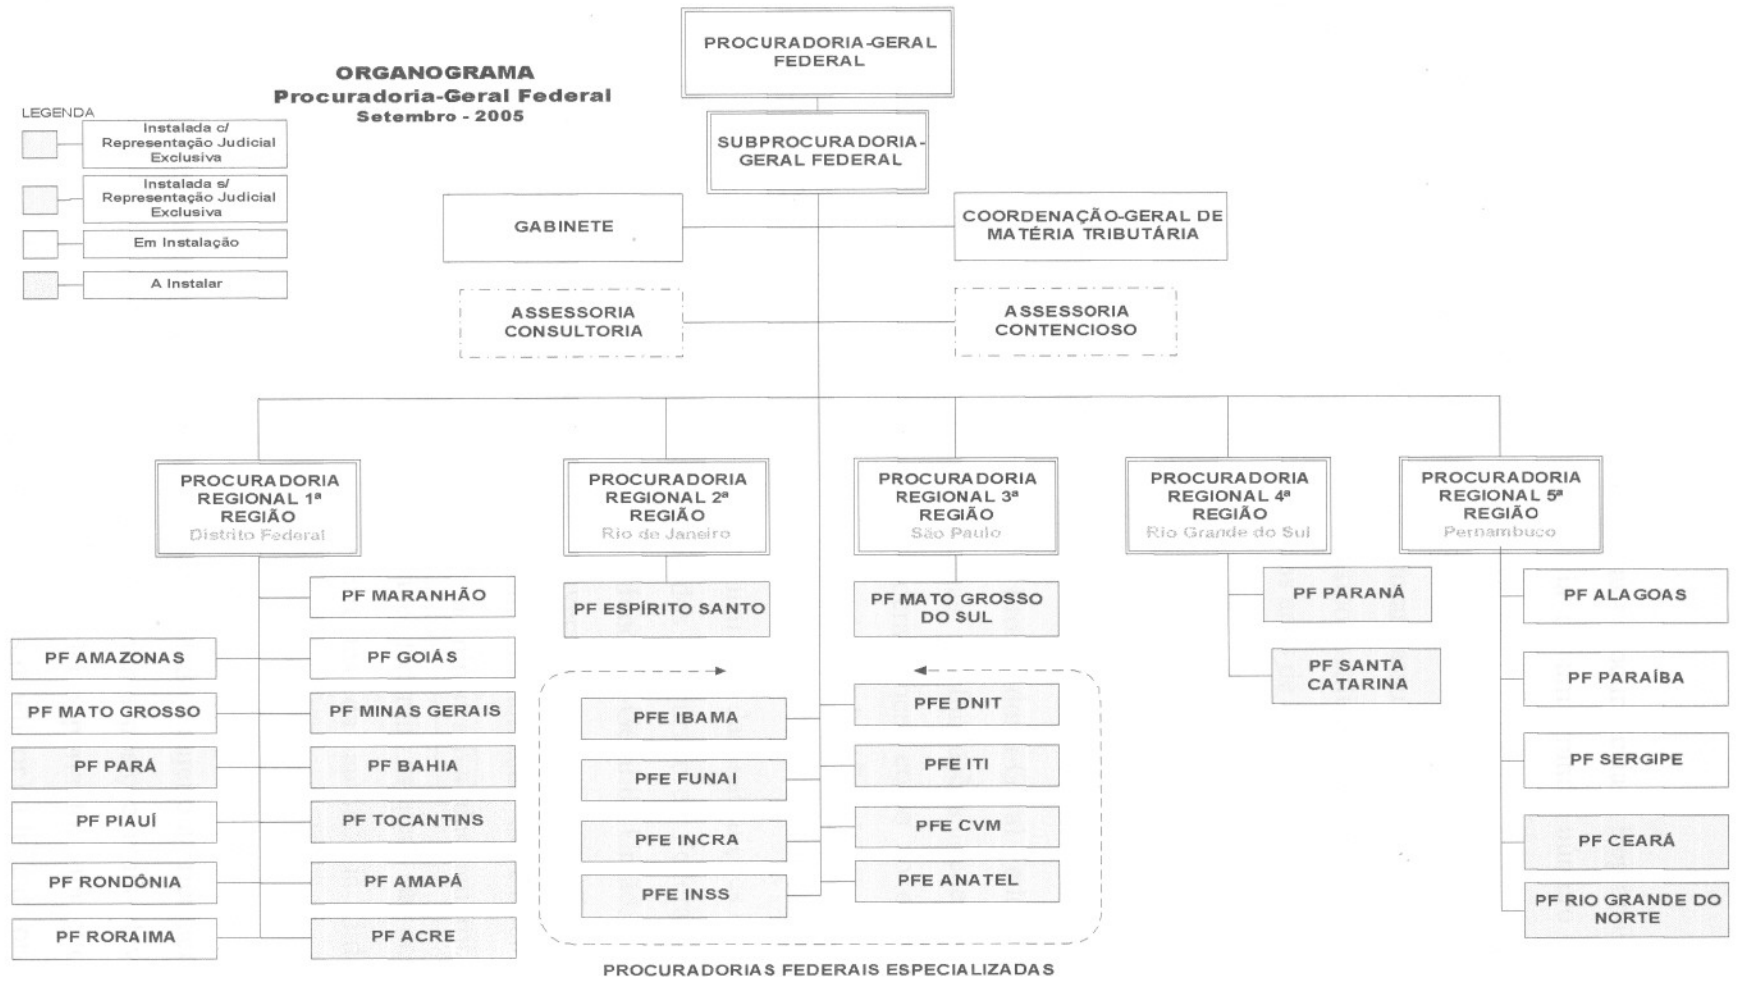 PROCURADORIA-GERAL
FEDERAL
ORGANOGRAMA
Procuradoria-Geral Federal
Setembro - 2005
SUBPROCURADORIA-
GERAL FEDERAL
LEGENDA
Instalada c/
Representação Judicial
Exclusiva
Instalada s/
Representação Judicial
Exclusiva
Em Instalação
A Instalar
GABINETE
COORDENAÇÃO-GERAL DE
MATÉRIA TRIBUTÁRIA
ASSESSORIA
CONSULTORIA
ASSESSORIA
CONTENCIOSO
PROCURADORIA
REGIONAL 1ª
REGIÃO
Distrito Federal
PROCURADORIA
REGIONAL 2ª
REGIÃO
Rio de Janeiro
PROCURADORIA
REGIONAL 3ª
REGIÃO
São Paulo
PROCURADORIA
REGIONAL 4ª
REGIÃO
Rio Grande do Sul
PROCURADORIA
REGIONAL 5ª
REGIÃO
Pernambuco
PF MARANHÃO
PF AMAZONAS
PF GOIÁS
PF MATO GROSSO
PF MINAS GERAIS
PF PARÁ
PF BAHIA
PF PIAUÍ
PF TOCANTINS
PF RONDÔNIA
PF AMAPÁ
PF RORAIMA
PF ACRE
PF ESPÍRITO SANTO
PF MATO GROSSO
DO SUL
PFE IBAMA
PFE DNIT
PFE FUNAI
PFE ITI
PFE INCRA
PFE CVM
PFE INSS
PFE ANATEL
PROCURADORIAS FEDERAIS ESPECIALIZADAS
PF PARANÁ
PF SANTA
CATARINA
PF ALAGOAS
PF PARAÍBA
PF SERGIPE
PF CEARÁ
PF RIO GRANDE DO
NORTE